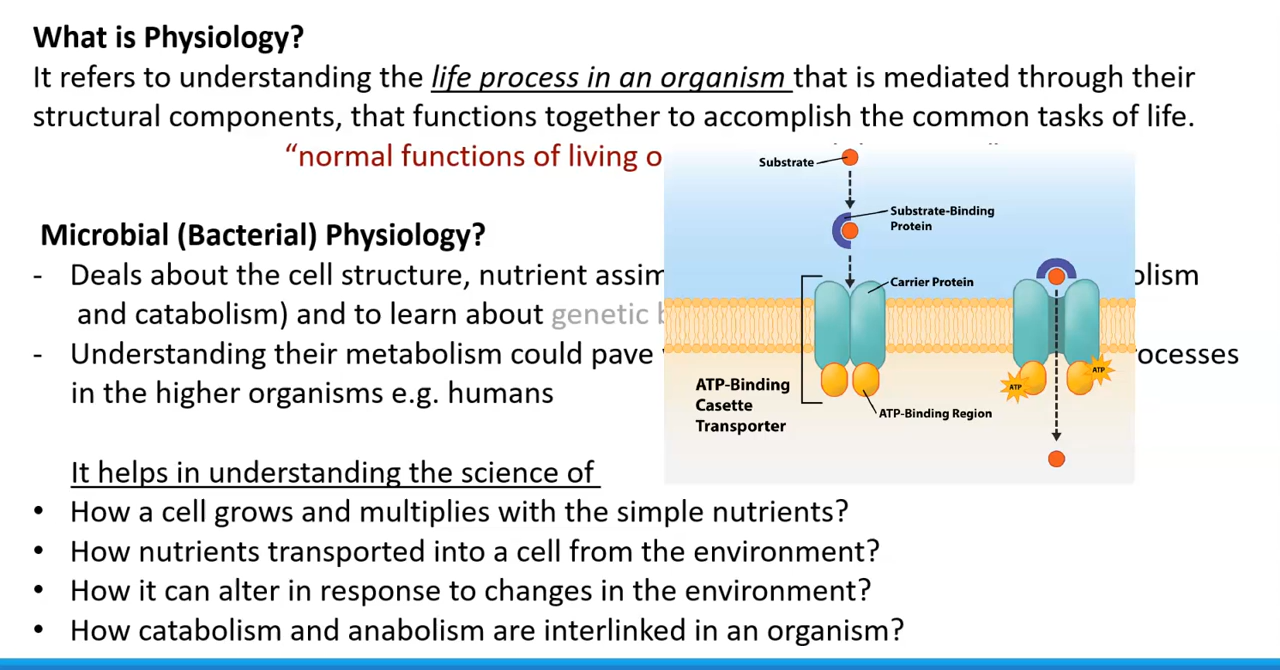 What is Physiology?
It refers to understanding the life process in an organism that is mediated through their
structural components, that functions together to accomplish the common tasks of life.
“normal functions of living
Microbial (Bacterial) Physiology?
- Deals about the cell structure, nutrient
and catabolism) and to learn about genetic
- Understanding their metabolism could pave
in the higher organisms e.g. humans
It helps in understanding the science of
• How a cell grows and multiplies with the simple nutrients?
• How nutrients transported into a cell from the environment?
• How it can alter in response to changes in the environment?
• How catabolism and anabolism are interlinked in an organism?
Substrate
Substrate-Binding
Protein
Carrier Protein
ATP-Binding
Casette
Transporter
ATP-Binding Region
ATP
ATP